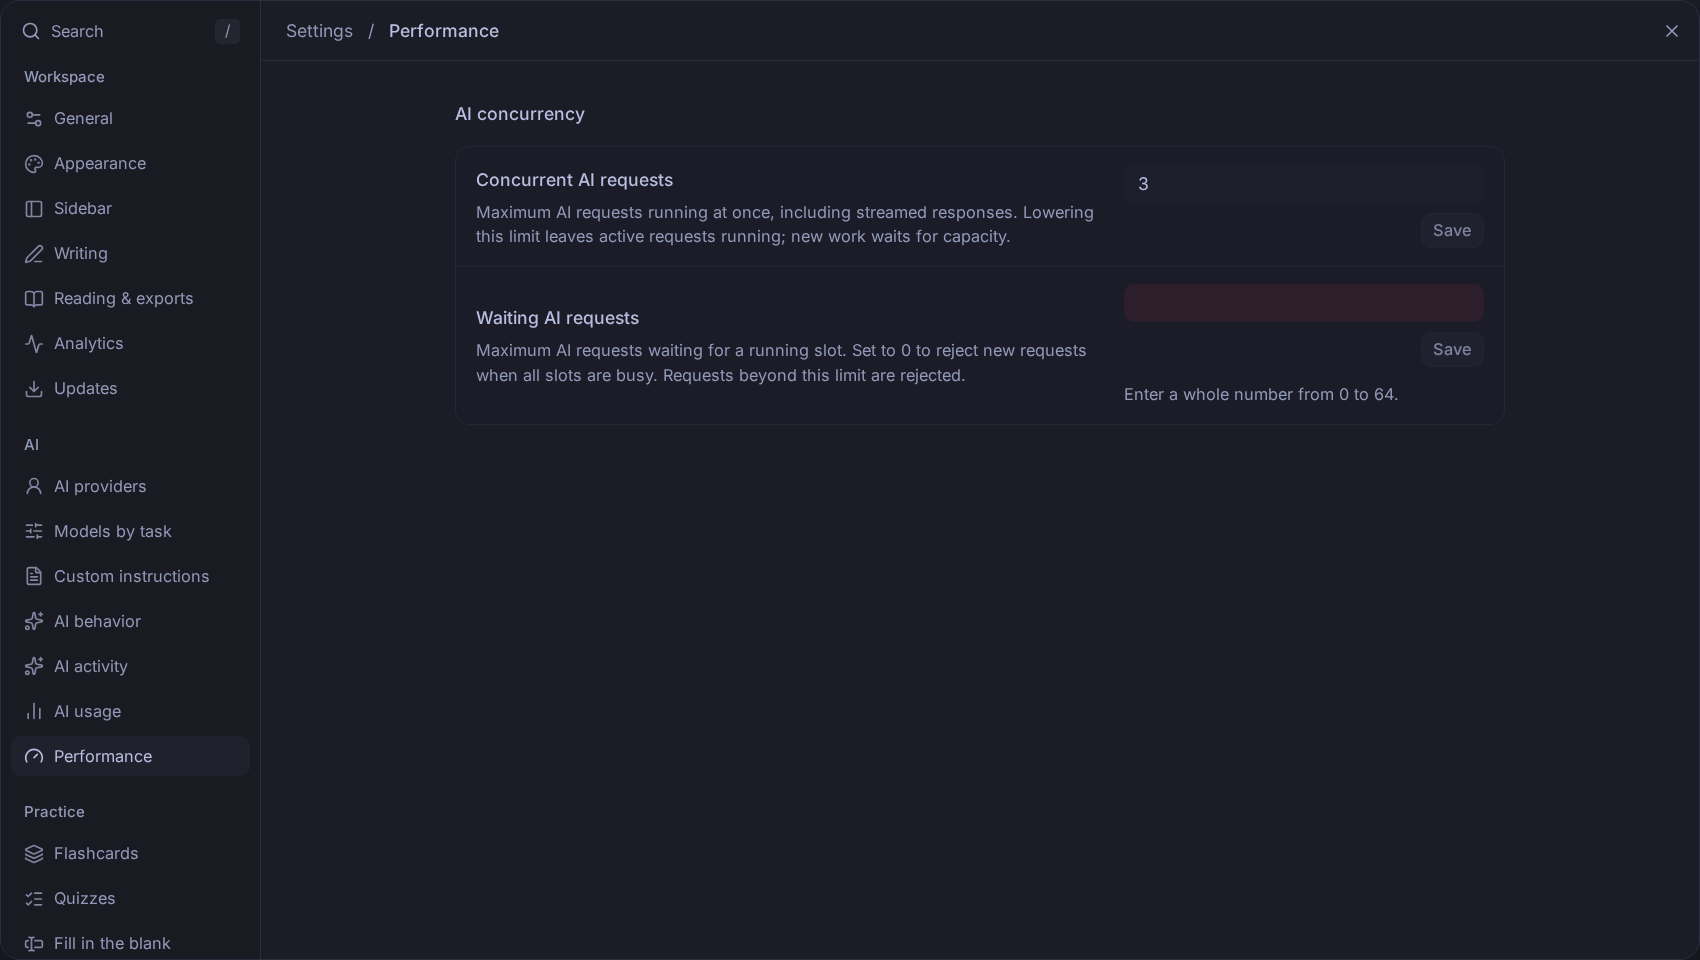 Search
/
Workspace
General
Appearance
Sidebar
Writing
Reading & exports
Analytics
Updates
AI
AI providers
Models by task
Custom instructions
AI behavior
AI activity
AI usage
Performance
Practice
Flashcards
Quizzes
Fill in the blank
Settings / Performance
AI concurrency
Concurrent AI requests
Maximum AI requests running at once, including streamed responses. Lowering
this limit leaves active requests running; new work waits for capacity.
3
Save
Waiting AI requests
Maximum AI requests waiting for a running slot. Set to 0 to reject new requests
when all slots are busy. Requests beyond this limit are rejected.
Save
Enter a whole number from 0 to 64.